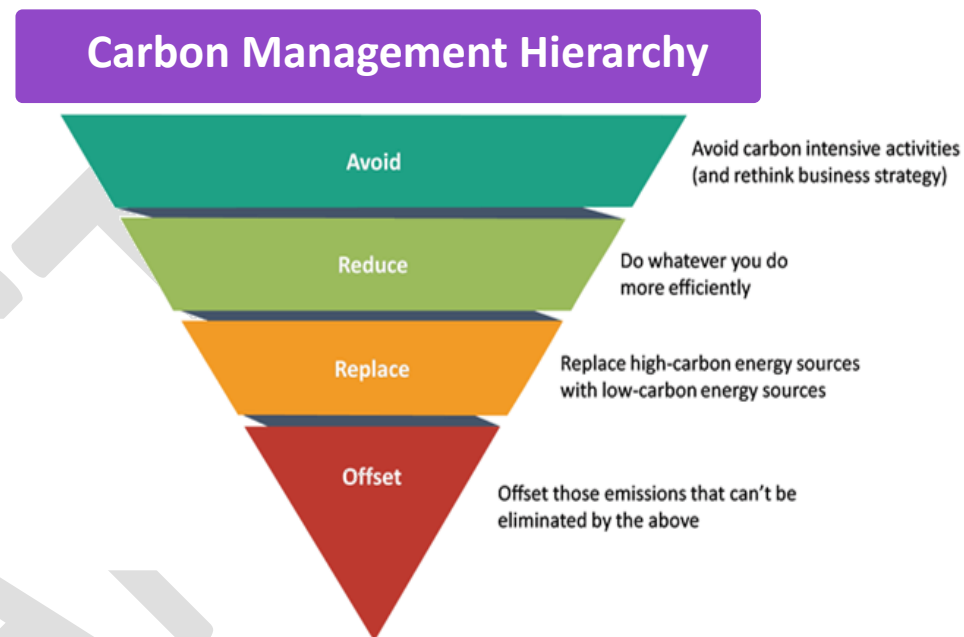 Carbon Management Hierarchy
Avoid
Avoid carbon intensive activities
(and rethink business strategy)
Reduce
Do whatever you do
more efficiently
Replace
Replace high-carbon energy sources
with low-carbon energy sources
Offset
Offset those emissions that can't be
eliminated by the above